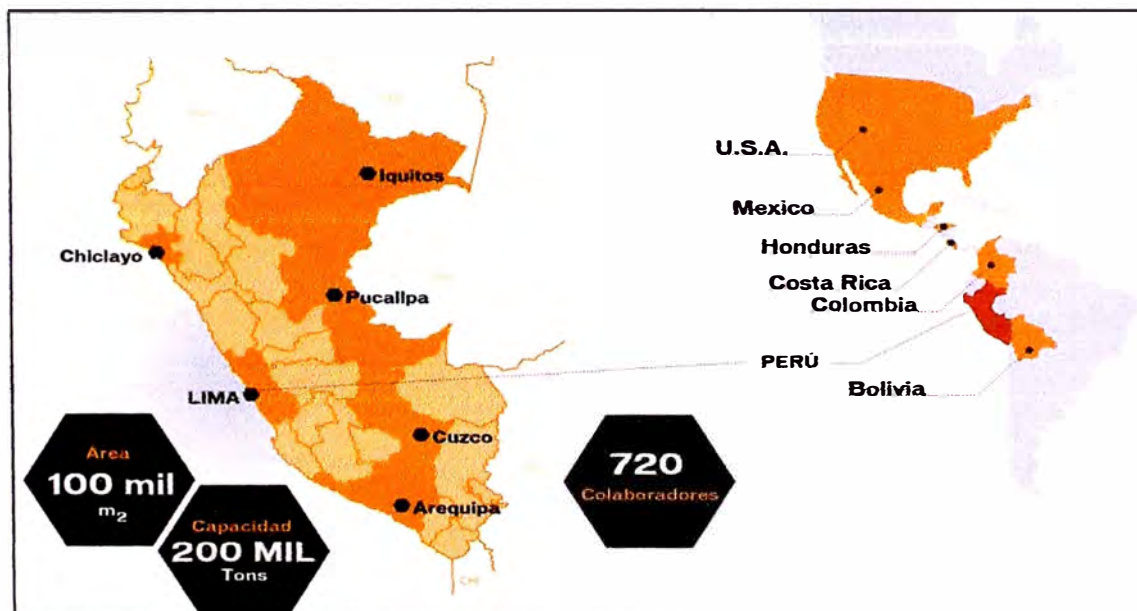 Iquitos
Chiclayo
Pucallpa
LIMA
Cuzco
Arequipa
Área
100 mil
m₂
Capacidad
200 MIL
Tons
720
Colaboradores
U.S.A.
Mexico
Honduras
Costa Rica
Colombia
PERÚ
Bolivia